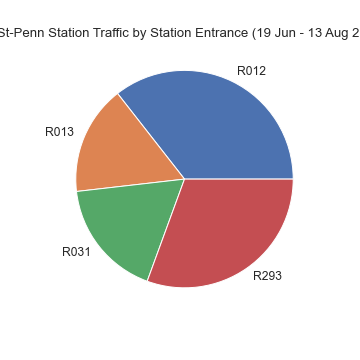 St-Penn Station Traffic by Station Entrance (19 Jun - 13 Aug 2
R012
R013
R031
R293